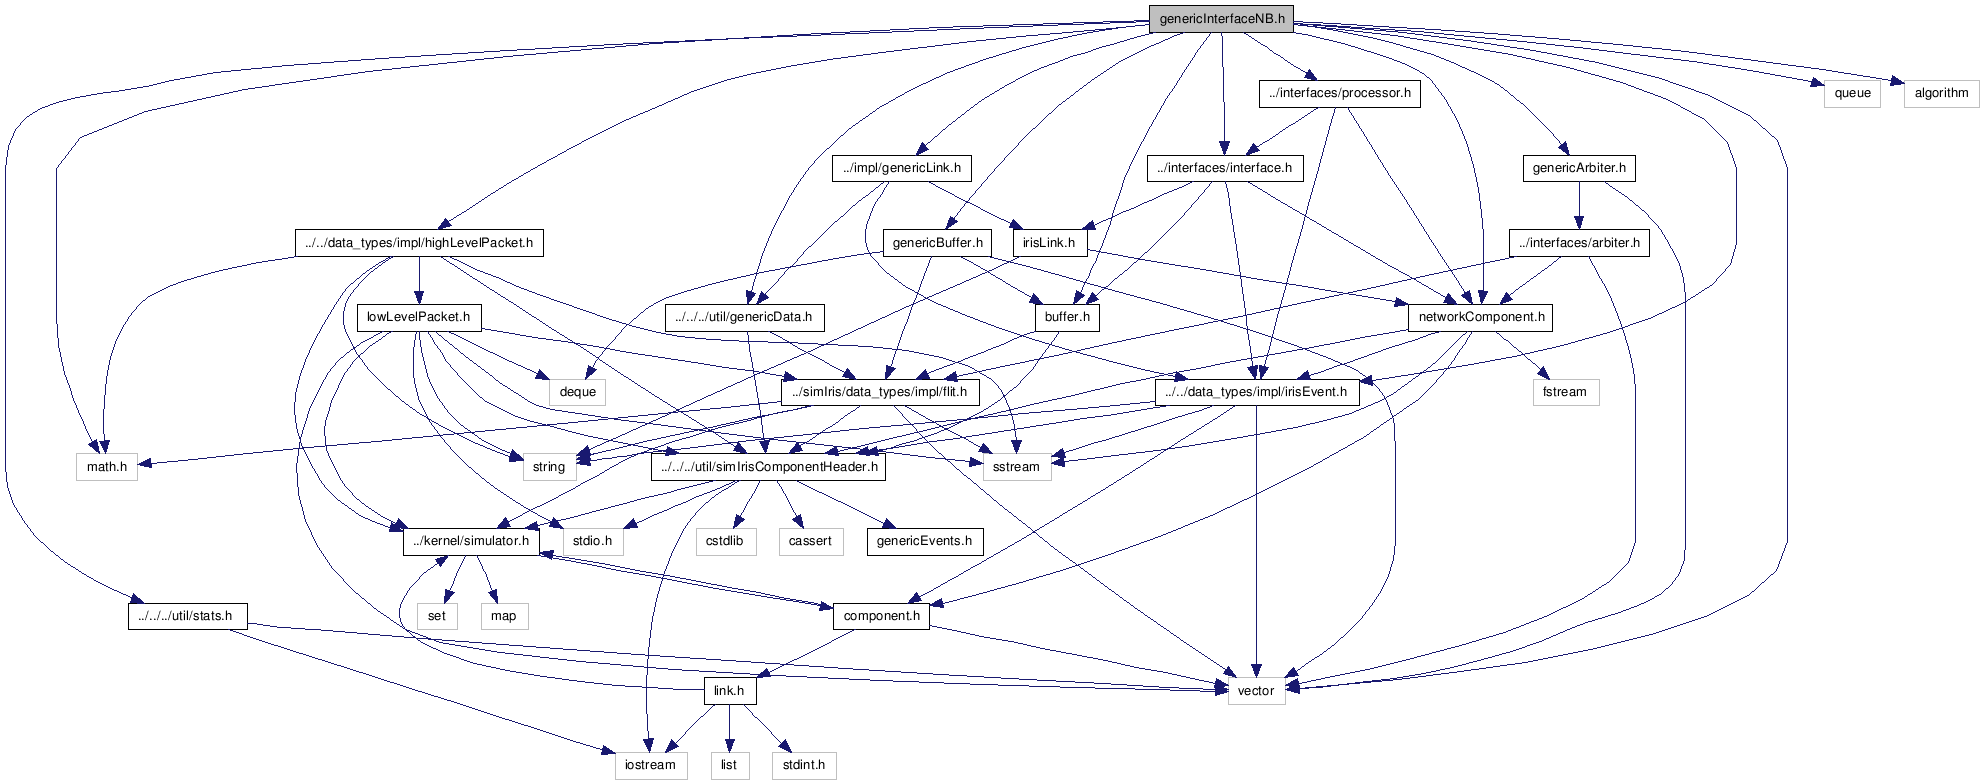 genericInterfaceNB.h
../interfaces/processor.h
queue
algorithm
../impl/genericLink.h
../interfaces/interface.h
genericArbiter.h
../../data_types/impl/highLevelPacket.h
genericBuffer.h
irisLink.h
../interfaces/arbiter.h
lowLevelPacket.h
../../../util/genericData.h
buffer.h
networkComponent.h
deque
../simIris/data_types/impl/flit.h
../../data_types/impl/irisEvent.h
fstream
math.h
string
../../../util/simIrisComponentHeader.h
sstream
../kernel/simulator.h
stdio.h
cstdlib
cassert
genericEvents.h
../../../util/stats.h
set
map
component.h
link.h
vector
iostream
list
stdint.h